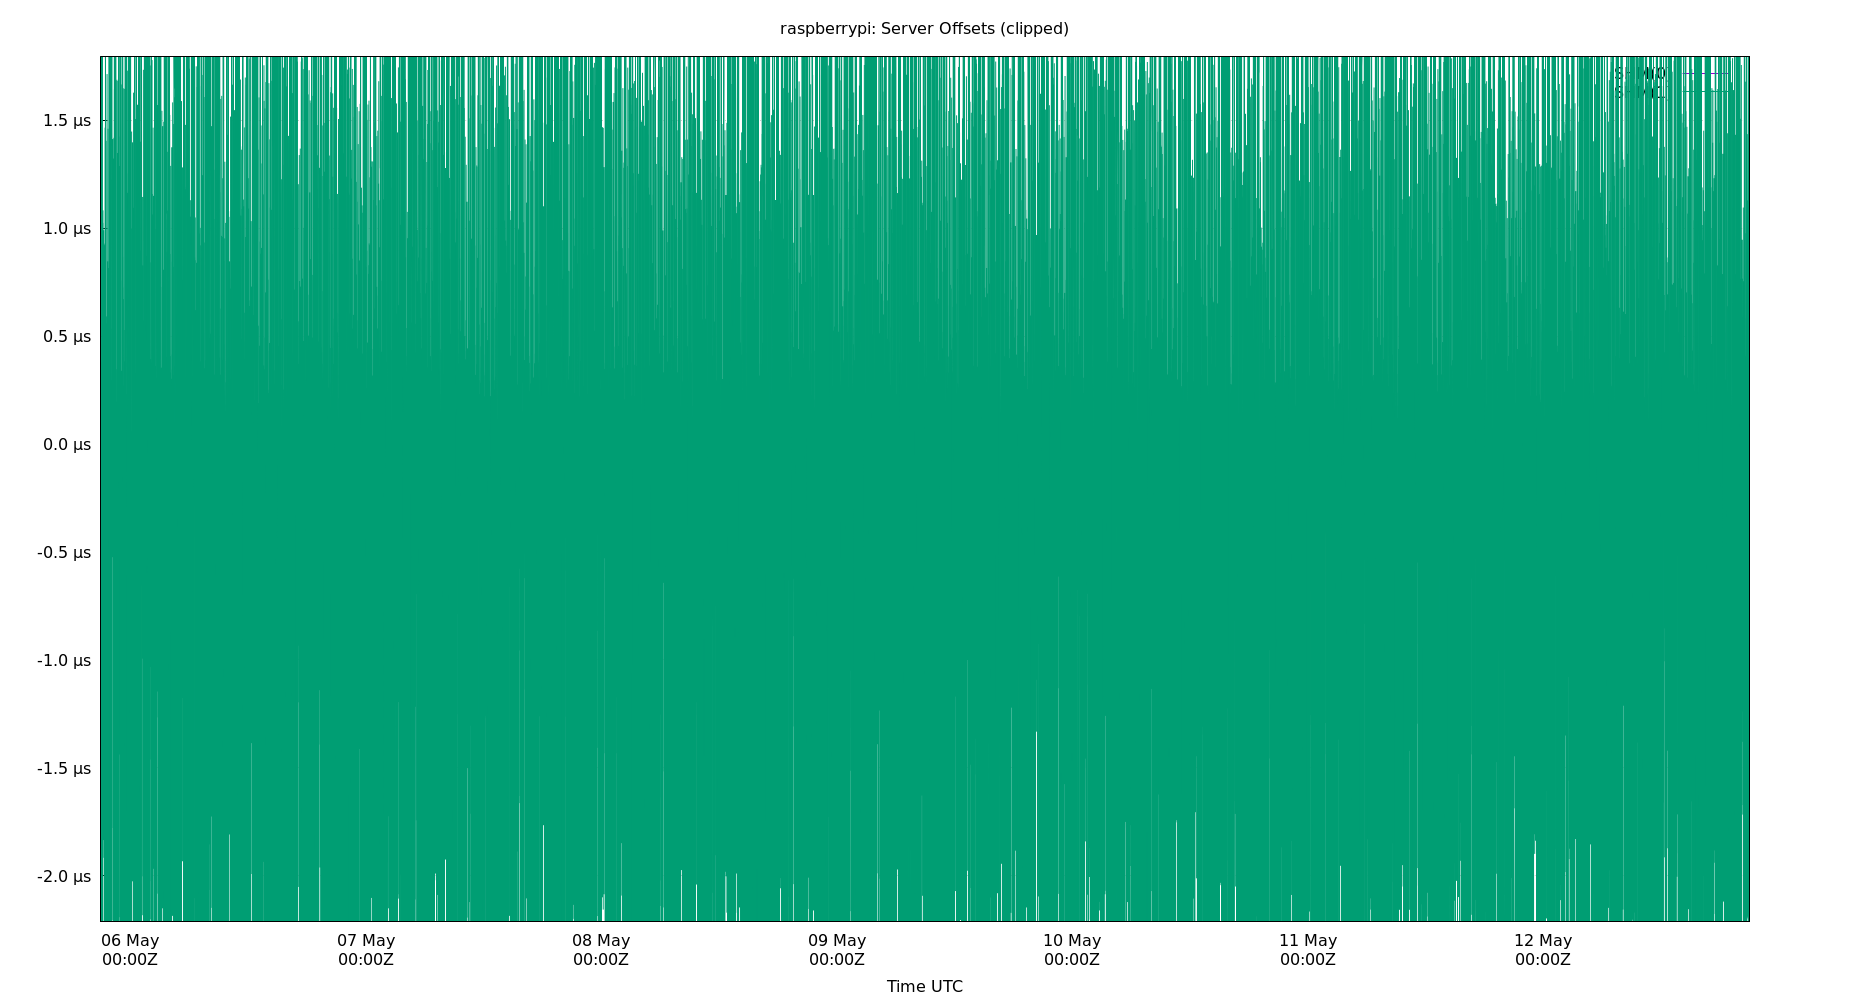 raspberrypi: Server Offsets (clipped)
1.5 µs
1.0 µs
0.5 µs
0.0 µs
-0.5 µs
-1.0 µs
-1.5 µs
-2.0 µs
06 May 07 May 08 May 09 May 10 May 11 May 12 May
00:00Z 00:00Z 00:00Z 00:00Z 00:00Z 00:00Z 00:00Z
Time UTC